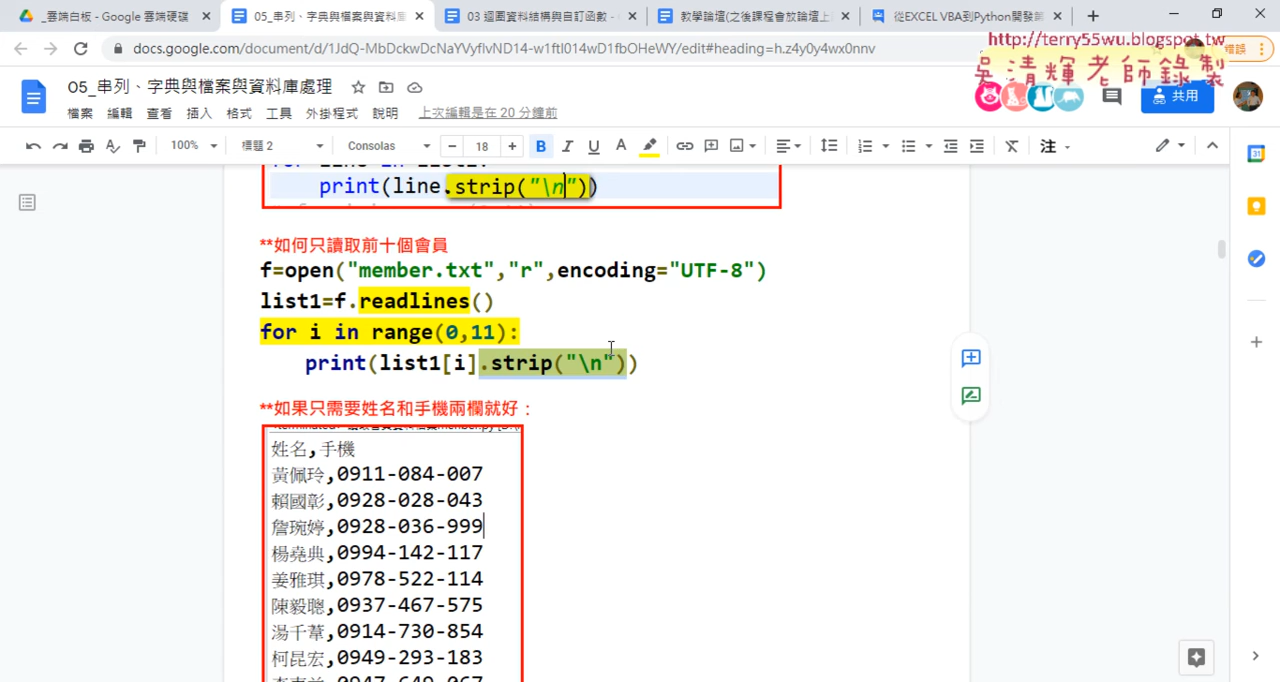 _雲端白板 - Google 雲端硬碟
05_串列、字典與檔案與資料庫
03 迴圈資料結構與自訂函數 -
教學論壇(之後課程會放論壇上
從EXCEL VBA到Python開發
docs.google.com/document/d/1JdQ-MbDckwDcNaYVyfivND14-w1ftI014wD1fbOHeWY/edit#heading=h.z4y0y4wx0nnv
http://terry55wu.blogspot.tw
吳清輝老師錄製
05_串列、字典與檔案與資料庫處理
共用
檔案 編輯 查看 插入 格式 工具 外掛程式 說明 上次編輯是在 20 分鐘前
100% 標題 2 Consolas 18 B I U A 注
print(line.strip("\n"))
**如何只讀取前十個會員
f=open("member.txt","r",encoding="UTF-8")
list1=f.readlines()
for i in range(0,11):
print(list1[i].strip("\n"))
**如果只需要姓名和手機兩欄就好：
姓名,手機
黃佩玲,0911-084-007
賴國彰,0928-028-043
詹琬婷,0928-036-999
楊堯典,0994-142-117
姜雅琪,0978-522-114
陳毅聰,0937-467-575
湯千葦,0914-730-854
柯昆宏,0949-293-183